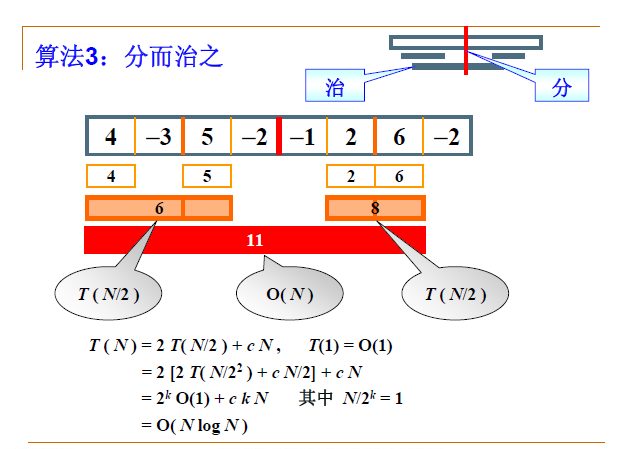 算法3：分而治之
治
分
4 –3 5 –2 –1 2 6 –2
4 5 2 6
6 8
11
T ( N/2 ) O( N ) T ( N/2 )
T ( N ) = 2 T( N/2 ) + c N , T(1) = O(1)
= 2 [2 T( N/2² ) + c N/2] + c N
= 2ᵏ O(1) + c k N 其中 N/2ᵏ = 1
= O( N log N )